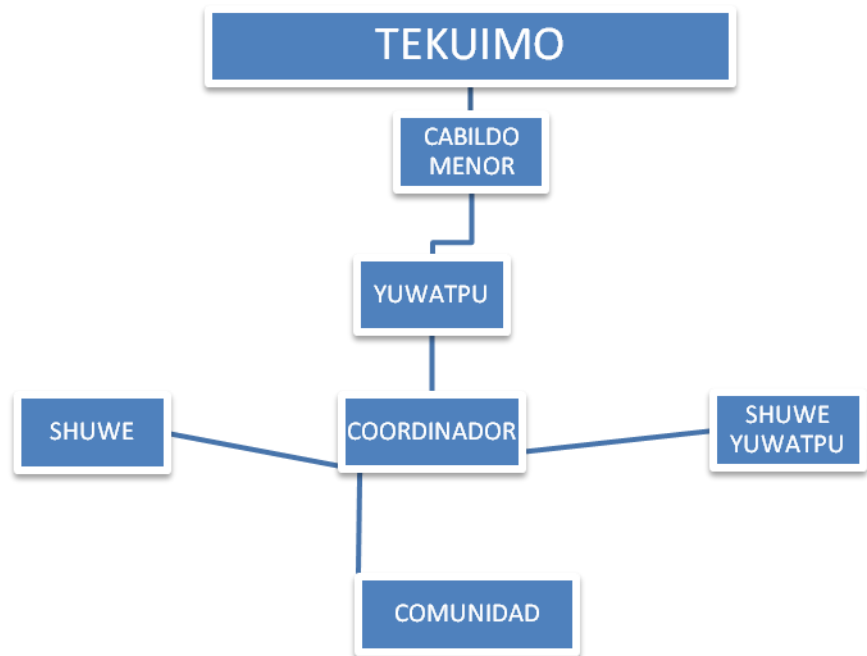 TEKUIMO
CABILDO
MENOR
YUWATPU
SHUWE
COORDINADOR
SHUWE
YUWATPU
COMUNIDAD